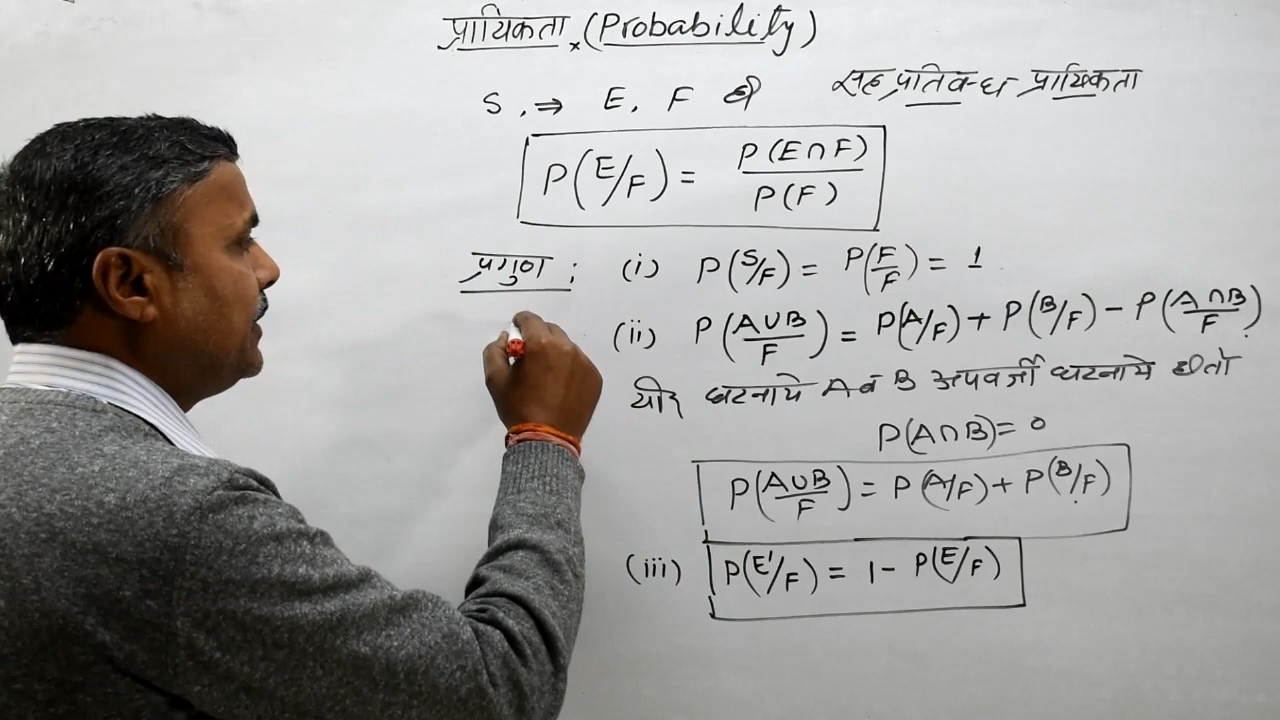 प्रायिकता (Probability)
S, ⇒ E, F की सहप्रतिबन्ध प्रायिकता
P(E/F) = P(E∩F)/P(F)
प्रगुण : (i) P(S/F) = P(F/F) = 1
(ii) P(A∪B/F) = P(A/F) + P(B/F) - P(A∩B/F)
यदि घटनाये A व B अपवर्जी घटनाये हो तो
P(A∩B) = 0
P(A∪B/F) = P(A/F) + P(B/F)
(iii) P(E'/F) = 1 - P(E/F)